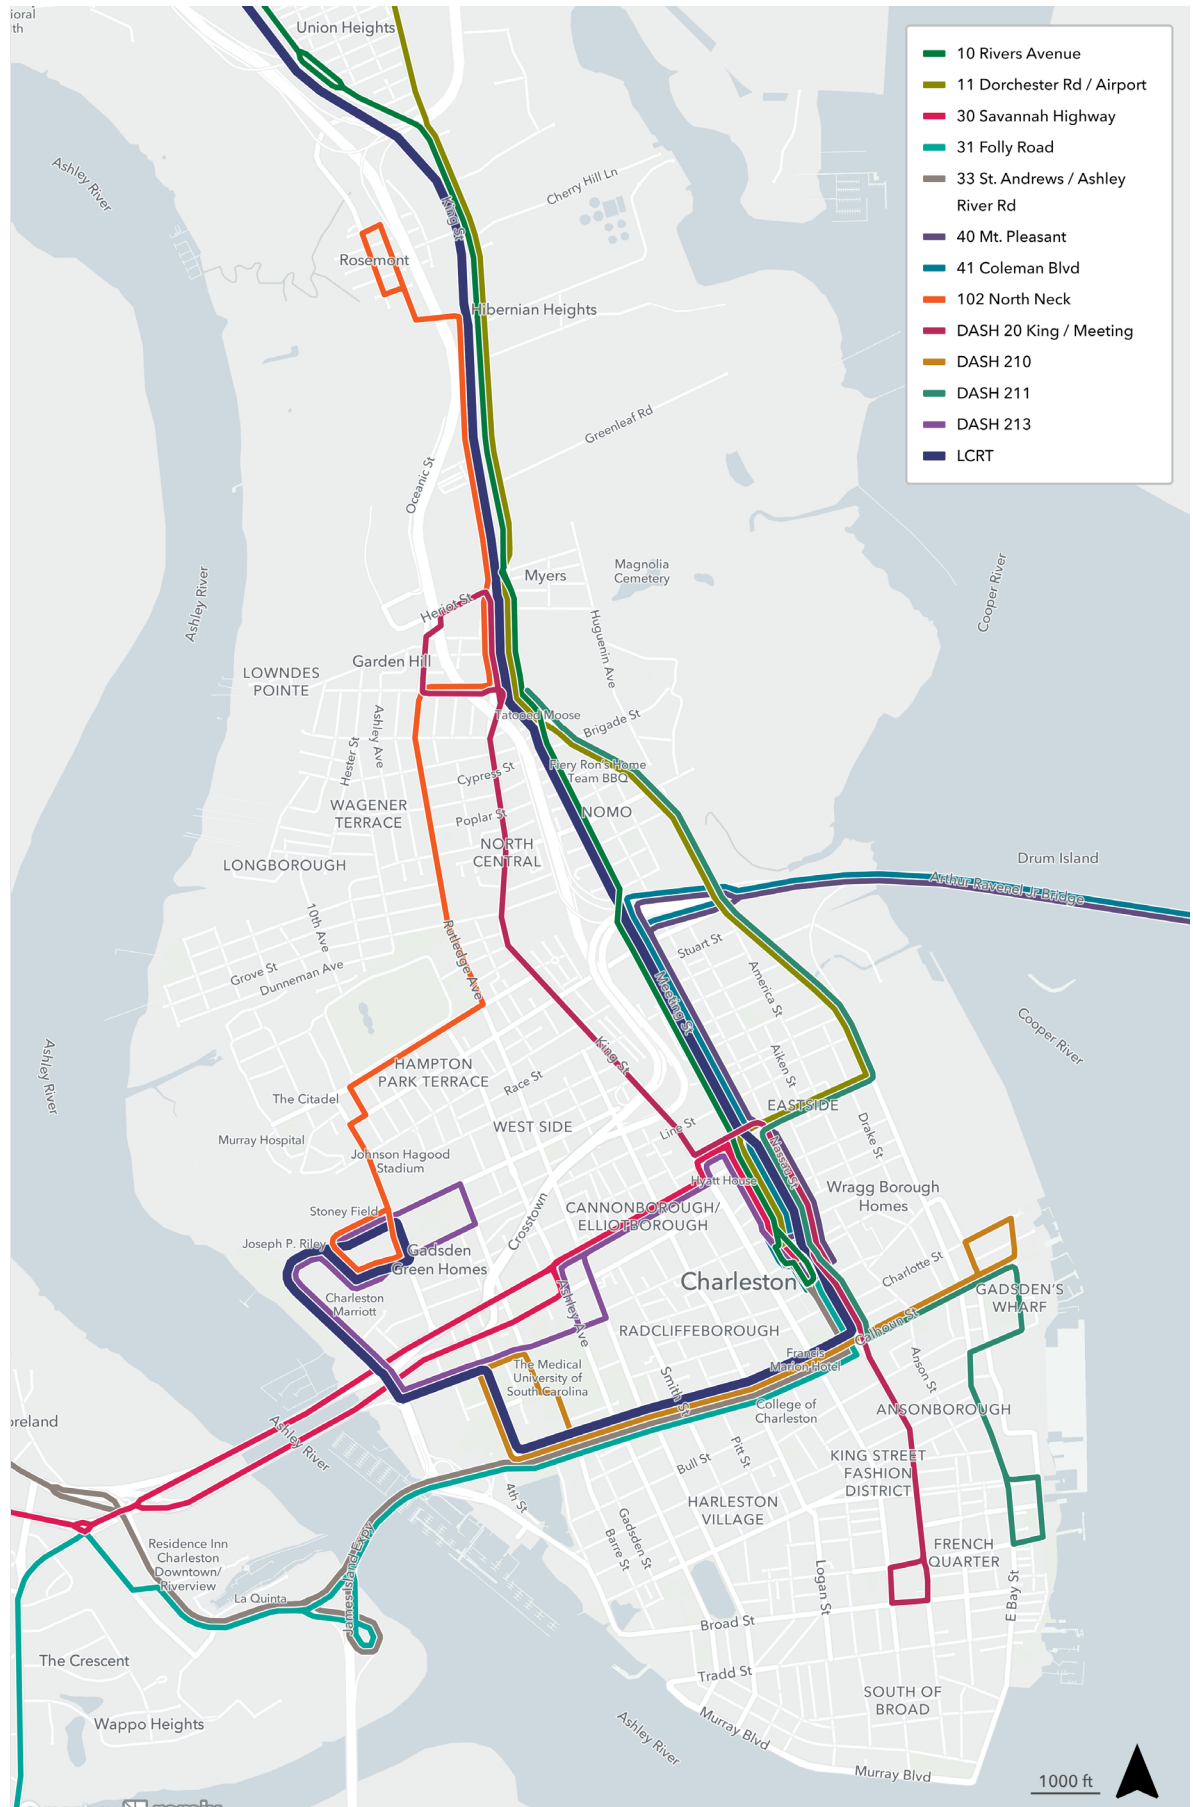 ioral
th
Union Heights
10 Rivers Avenue
11 Dorchester Rd / Airport
30 Savannah Highway
31 Folly Road
33 St. Andrews / Ashley
River Rd
40 Mt. Pleasant
41 Coleman Blvd
102 North Neck
DASH 20 King / Meeting
DASH 210
DASH 211
DASH 213
LCRT
Ashley River
Cherry Hill Ln
King St
Rosemont
Hibernian Heights
Greenleaf Rd
Oceanic St
Myers
Magnolia
Cemetery
Cooper River
Ashley River
Heriot St
Huguenin Ave
Garden Hill
LOWNDES
POINTE
Ashley Ave
Tatooed Moose
Brigade St
Hester St
Cypress St
Fiery Ron's Home
Team BBQ
WAGENER
TERRACE
Poplar St
NOMO
NORTH
CENTRAL
LONGBOROUGH
Drum Island
Arthur Ravenel Jr Bridge
10th Ave
Rutledge Ave
Stuart St
Grove St
Dunneman Ave
America St
Meeting St
Cooper River
Ashley River
King St
Aiken St
HAMPTON
PARK TERRACE
Race St
The Citadel
EASTSIDE
Drake St
WEST SIDE
Line St
Murray Hospital
Johnson Hagood
Stadium
Nassau St
Hyatt House
Wragg Borough
Homes
Stoney Field
CANNONBOROUGH/
ELLIOTBOROUGH
Crosstown
Joseph P. Riley
Gadsden
Green Homes
Charleston
Charlotte St
GADSDEN'S
WHARF
Charleston
Marriott
Ashley Ave
RADCLIFFEBOROUGH
Calhoun St
Francis
Marion Hotel
Anson St
The Medical
University of
South Carolina
Smith St
College of
Charleston
ANSONBOROUGH
oreland
Ashley River
Pitt St
Bull St
KING STREET
FASHION
DISTRICT
4th St
HARLESTON
VILLAGE
Gadsden St
Barre St
Residence Inn
Charleston
Downtown/
Riverview
James Island Expy
FRENCH
QUARTER
Logan St
La Quinta
E Bay St
Broad St
The Crescent
Tradd St
SOUTH OF
BROAD
Wappo Heights
Murray Blvd
Ashley River
Murray Blvd
1000 ft